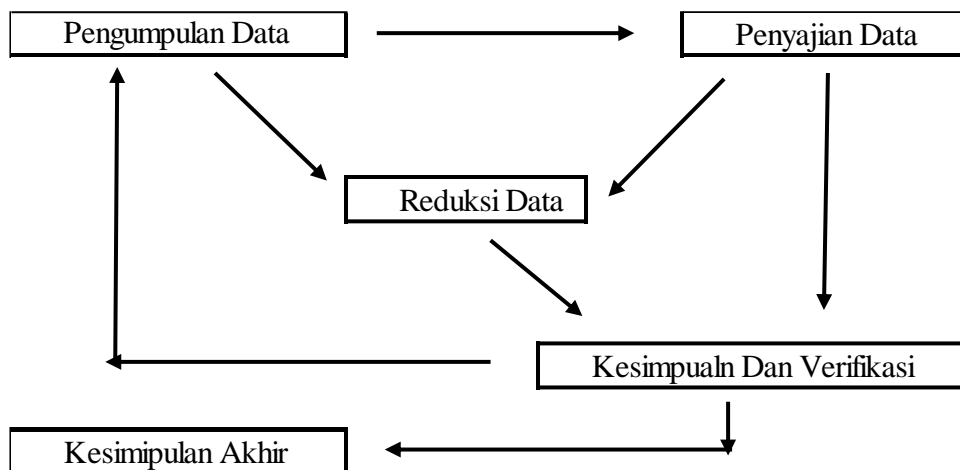 Pengumpulan Data
Penyajian Data
Reduksi Data
Kesimpualn Dan Verifikasi
Kesimipulan Akhir